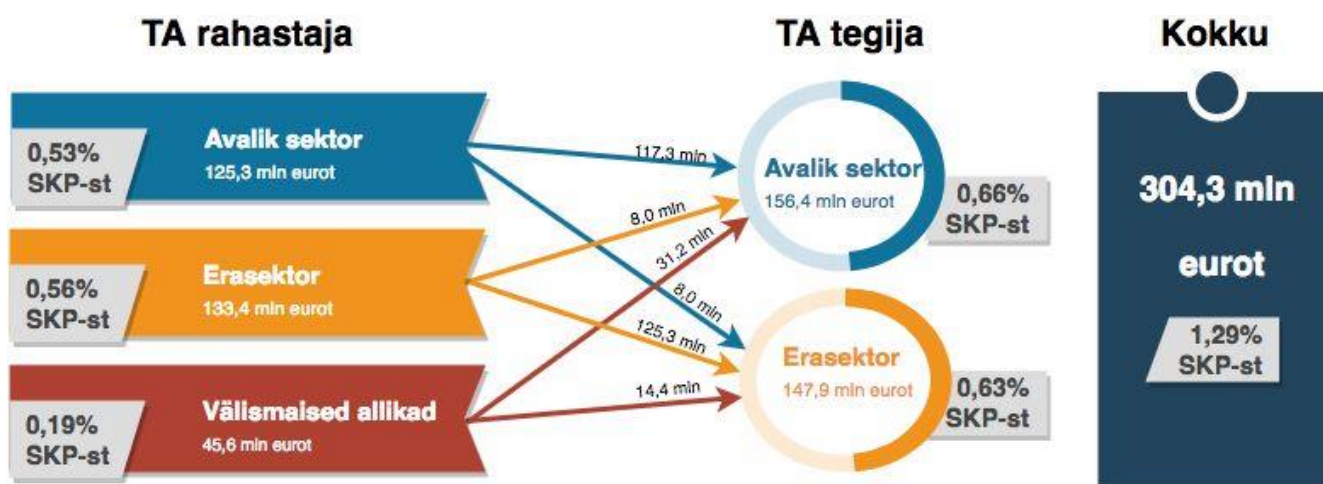 TA rahastaja
TA tegija
Kokku
0,53%
SKP-st
Avalik sektor
125,3 mln eurot
0,56%
SKP-st
Erasektor
133,4 mln eurot
0,19%
SKP-st
Välismaised allikad
45,6 mln eurot
117,3 mln
8,0 mln
31,2 mln
8,0 mln
125,3 mln
14,4 mln
Avalik sektor
156,4 mln eurot
0,66%
SKP-st
Erasektor
147,9 mln eurot
0,63%
SKP-st
304,3 mln
eurot
1,29%
SKP-st